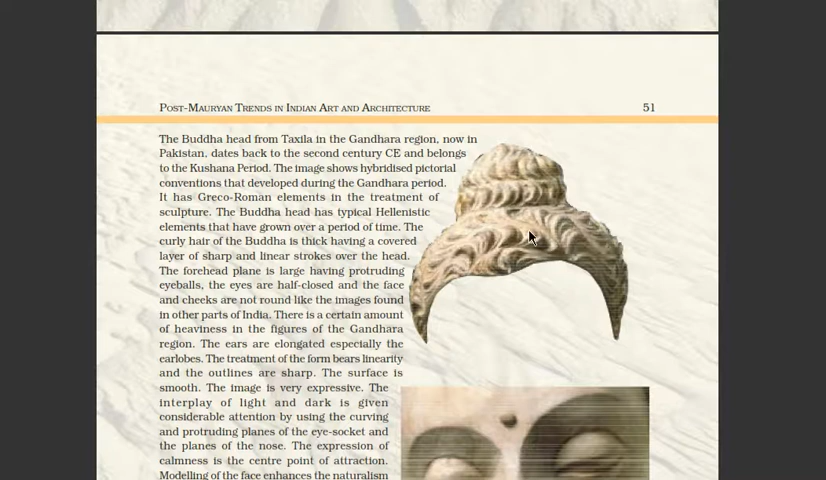 POST-MAURYAN TRENDS IN INDIAN ART AND ARCHITECTURE 51
The Buddha head from Taxila in the Gandhara region, now in
Pakistan, dates back to the second century CE and belongs
to the Kushana Period. The image shows hybridised pictorial
conventions that developed during the Gandhara period.
It has Greco-Roman elements in the treatment of
sculpture. The Buddha head has typical Hellenistic
elements that have grown over a period of time. The
curly hair of the Buddha is thick having a covered
layer of sharp and linear strokes over the head.
The forehead plane is large having protruding
eyeballs, the eyes are half-closed and the face
and cheeks are not round like the images found
in other parts of India. There is a certain amount
of heaviness in the figures of the Gandhara
region. The ears are elongated especially the
earlobes. The treatment of the form bears linearity
and the outlines are sharp. The surface is
smooth. The image is very expressive. The
interplay of light and dark is given
considerable attention by using the curving
and protruding planes of the eye-socket and
the planes of the nose. The expression of
calmness is the centre point of attraction.
Modelling of the face enhances the naturalism